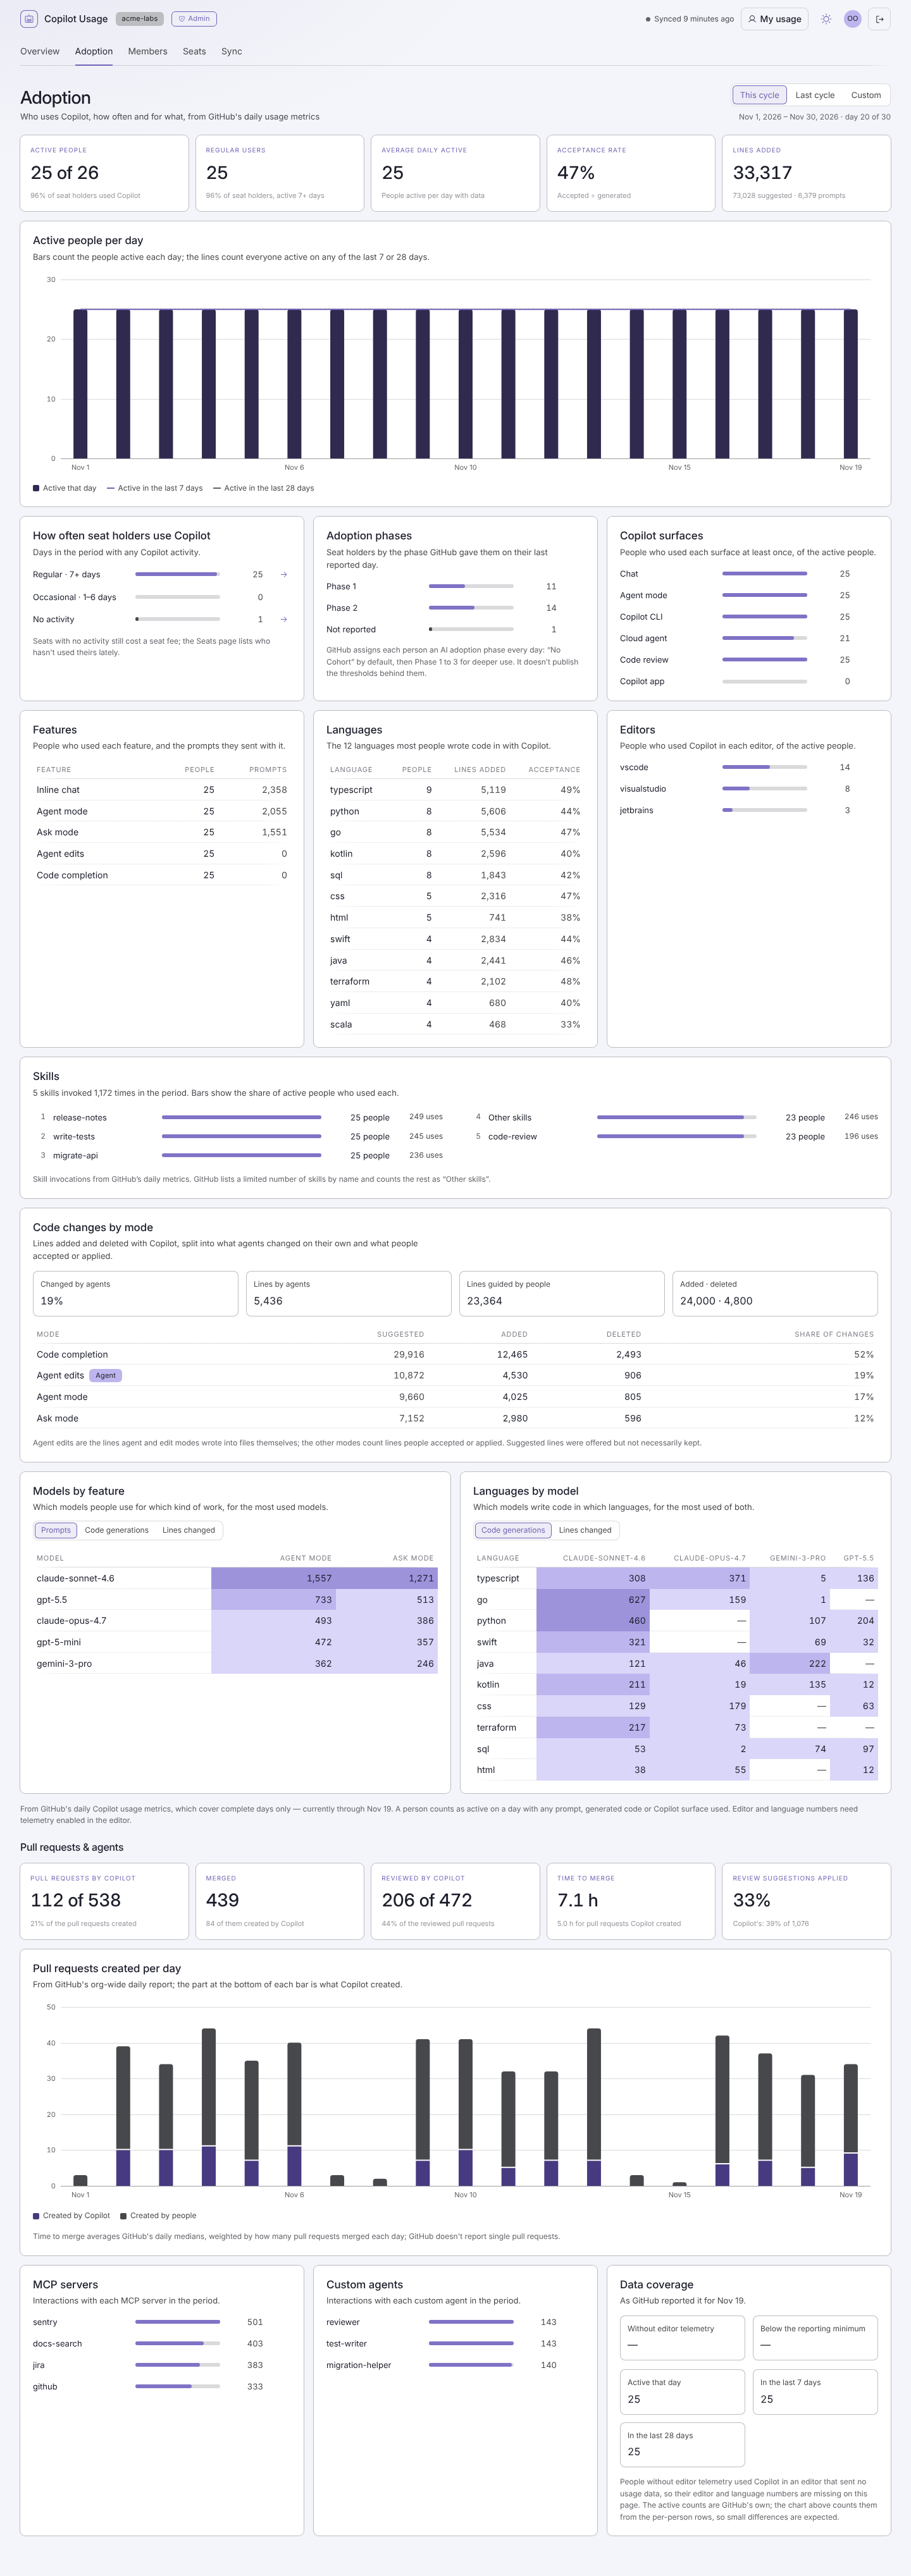 Copilot Usage
acme-labs
Admin
Synced 9 minutes ago
My usage
OO
Overview
Adoption
Members
Seats
Sync
Adoption
Who uses Copilot, how often and for what, from GitHub's daily usage metrics
This cycle
Last cycle
Custom
Nov 1, 2026 – Nov 30, 2026 · day 20 of 30
ACTIVE PEOPLE
25 of 26
96% of seat holders used Copilot
REGULAR USERS
25
96% of seat holders, active 7+ days
AVERAGE DAILY ACTIVE
25
People active per day with data
ACCEPTANCE RATE
47%
Accepted ÷ generated
LINES ADDED
33,317
73,028 suggested · 6,379 prompts
Active people per day
Bars count the people active each day; the lines count everyone active on any of the last 7 or 28 days.
30
20
10
0
Nov 1
Nov 6
Nov 10
Nov 15
Nov 19
Active that day
Active in the last 7 days
Active in the last 28 days
How often seat holders use Copilot
Days in the period with any Copilot activity.
Regular · 7+ days 25 →
Occasional · 1–6 days 0
No activity 1 →
Seats with no activity still cost a seat fee; the Seats page lists who
hasn't used theirs lately.
Adoption phases
Seat holders by the phase GitHub gave them on their last
reported day.
Phase 1 11
Phase 2 14
Not reported 1
GitHub assigns each person an AI adoption phase every day: “No
Cohort” by default, then Phase 1 to 3 for deeper use. It doesn't publish
the thresholds behind them.
Copilot surfaces
People who used each surface at least once, of the active people.
Chat 25
Agent mode 25
Copilot CLI 25
Cloud agent 21
Code review 25
Copilot app 0
Features
People who used each feature, and the prompts they sent with it.
FEATURE PEOPLE PROMPTS
Inline chat 25 2,358
Agent mode 25 2,055
Ask mode 25 1,551
Agent edits 25 0
Code completion 25 0
Languages
The 12 languages most people wrote code in with Copilot.
LANGUAGE PEOPLE LINES ADDED ACCEPTANCE
typescript 9 5,119 49%
python 8 5,606 44%
go 8 5,534 47%
kotlin 8 2,596 40%
sql 8 1,843 42%
css 5 2,316 47%
html 5 741 38%
swift 4 2,834 44%
java 4 2,441 46%
terraform 4 2,102 48%
yaml 4 680 40%
scala 4 468 33%
Editors
People who used Copilot in each editor, of the active people.
vscode 14
visualstudio 8
jetbrains 3
Skills
5 skills invoked 1,172 times in the period. Bars show the share of active people who used each.
1 release-notes 25 people 249 uses
2 write-tests 25 people 245 uses
3 migrate-api 25 people 236 uses
4 Other skills 23 people 246 uses
5 code-review 23 people 196 uses
Skill invocations from GitHub's daily metrics. GitHub lists a limited number of skills by name and counts the rest as “Other skills”.
Code changes by mode
Lines added and deleted with Copilot, split into what agents changed on their own and what people
accepted or applied.
Changed by agents
19%
Lines by agents
5,436
Lines guided by people
23,364
Added · deleted
24,000 · 4,800
MODE SUGGESTED ADDED DELETED SHARE OF CHANGES
Code completion 29,916 12,465 2,493 52%
Agent edits Agent 10,872 4,530 906 19%
Agent mode 9,660 4,025 805 17%
Ask mode 7,152 2,980 596 12%
Agent edits are the lines agent and edit modes wrote into files themselves; the other modes count lines people accepted or applied. Suggested lines were offered but not necessarily kept.
Models by feature
Which models people use for which kind of work, for the most used models.
Prompts
Code generations
Lines changed
MODEL AGENT MODE ASK MODE
claude-sonnet-4.6 1,557 1,271
gpt-5.5 733 513
claude-opus-4.7 493 386
gpt-5-mini 472 357
gemini-3-pro 362 246
Languages by model
Which models write code in which languages, for the most used of both.
Code generations
Lines changed
LANGUAGE CLAUDE-SONNET-4.6 CLAUDE-OPUS-4.7 GEMINI-3-PRO GPT-5.5
typescript 308 371 5 136
go 627 159 1 —
python 460 — 107 204
swift 321 — 69 32
java 121 46 222 —
kotlin 211 19 135 12
css 129 179 — 63
terraform 217 73 — —
sql 53 2 74 97
html 38 55 — 12
From GitHub's daily Copilot usage metrics, which cover complete days only — currently through Nov 19. A person counts as active on a day with any prompt, generated code or Copilot surface used. Editor and language numbers need
telemetry enabled in the editor.
Pull requests & agents
PULL REQUESTS BY COPILOT
112 of 538
21% of the pull requests created
MERGED
439
84 of them created by Copilot
REVIEWED BY COPILOT
206 of 472
44% of the reviewed pull requests
TIME TO MERGE
7.1 h
5.0 h for pull requests Copilot created
REVIEW SUGGESTIONS APPLIED
33%
Copilot's: 39% of 1,076
Pull requests created per day
From GitHub's org-wide daily report; the part at the bottom of each bar is what Copilot created.
50
40
30
20
10
0
Nov 1
Nov 6
Nov 10
Nov 15
Nov 19
Created by Copilot
Created by people
Time to merge averages GitHub's daily medians, weighted by how many pull requests merged each day; GitHub doesn't report single pull requests.
MCP servers
Interactions with each MCP server in the period.
sentry 501
docs-search 403
jira 383
github 333
Custom agents
Interactions with each custom agent in the period.
reviewer 143
test-writer 143
migration-helper 140
Data coverage
As GitHub reported it for Nov 19.
Without editor telemetry
—
Below the reporting minimum
—
Active that day
25
In the last 7 days
25
In the last 28 days
25
People without editor telemetry used Copilot in an editor that sent no
usage data, so their editor and language numbers are missing on this
page. The active counts are GitHub's own; the chart above counts them
from the per-person rows, so small differences are expected.